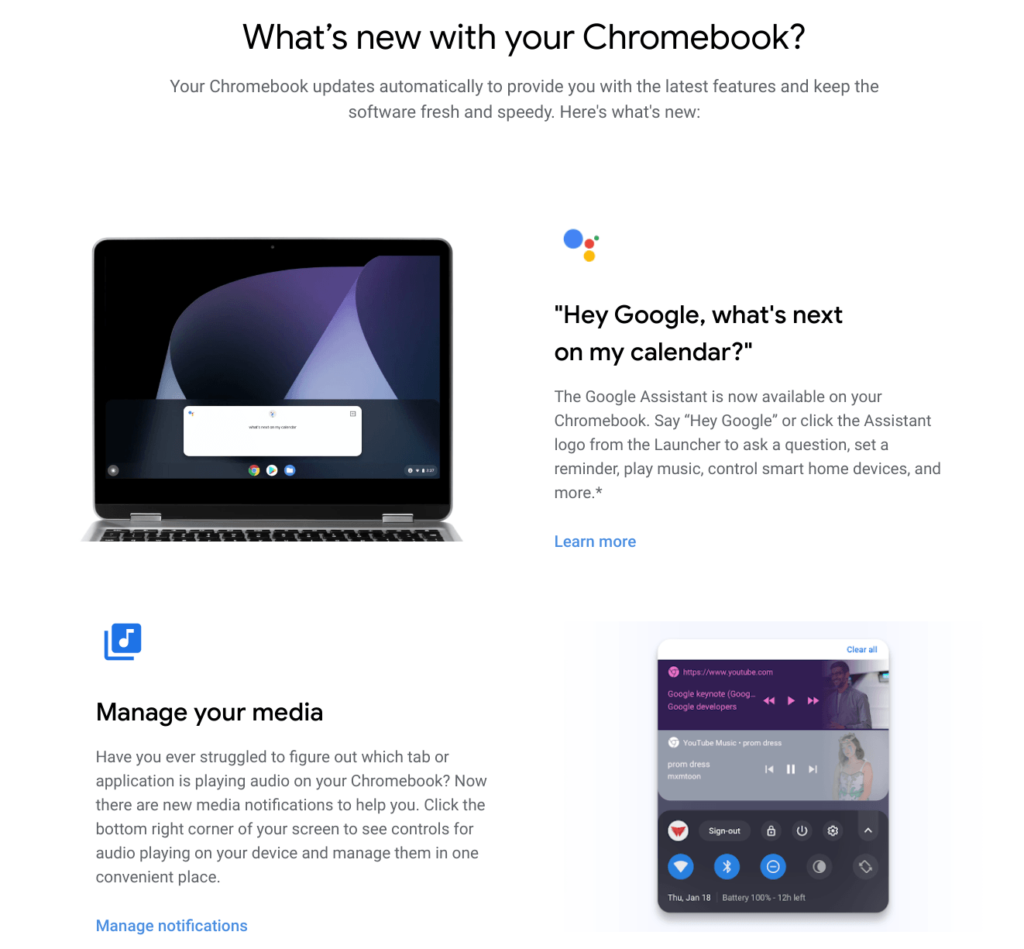 What's new with your Chromebook?
Your Chromebook updates automatically to provide you with the latest features and keep the
software fresh and speedy. Here's what's new:
"Hey Google, what's next
on my calendar?"
The Google Assistant is now available on your
Chromebook. Say “Hey Google” or click the Assistant
logo from the Launcher to ask a question, set a
reminder, play music, control smart home devices, and
more.*
Learn more
what's next on my calendar
Manage your media
Have you ever struggled to figure out which tab or
application is playing audio on your Chromebook? Now
there are new media notifications to help you. Click the
bottom right corner of your screen to see controls for
audio playing on your device and manage them in one
convenient place.
Manage notifications
Clear all
https://www.youtube.com
Google keynote (Goog...
Google developers
YouTube Music • prom dress
prom dress
mxmtoon
Sign-out
Thu, Jan 18 | Battery 100% - 12h left